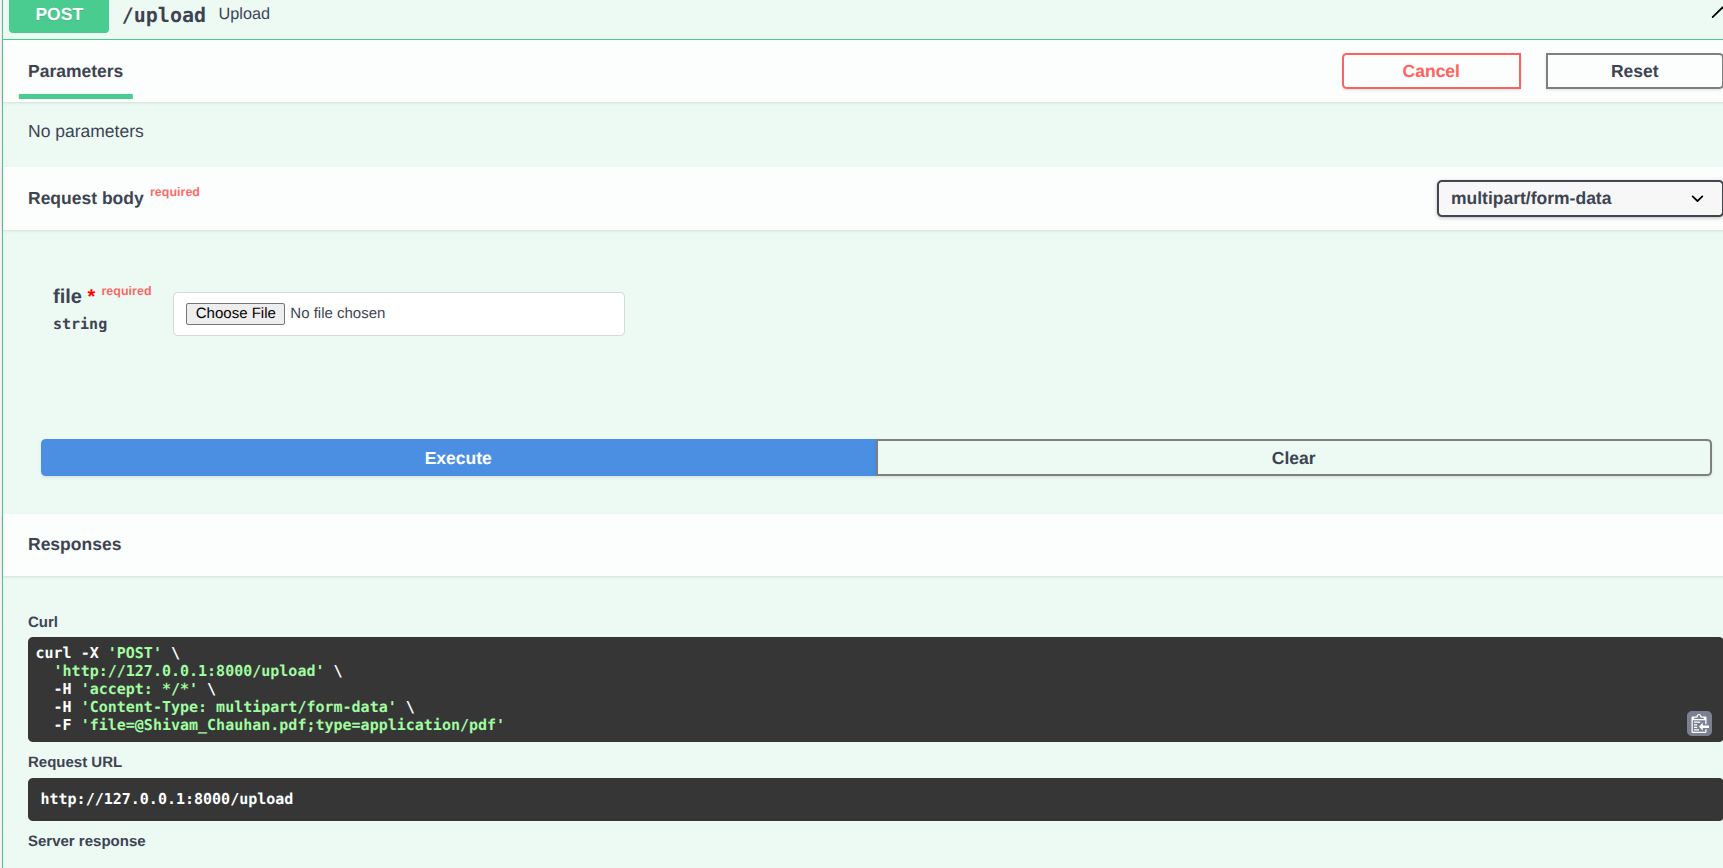 POST /upload Upload
Parameters
Cancel
Reset
No parameters
Request body required
multipart/form-data
file * required
string
Choose File No file chosen
Execute
Clear
Responses
Curl
curl -X 'POST' \
  'http://127.0.0.1:8000/upload' \
  -H 'accept: */*' \
  -H 'Content-Type: multipart/form-data' \
  -F 'file=@Shivam_Chauhan.pdf;type=application/pdf'
Request URL
http://127.0.0.1:8000/upload
Server response